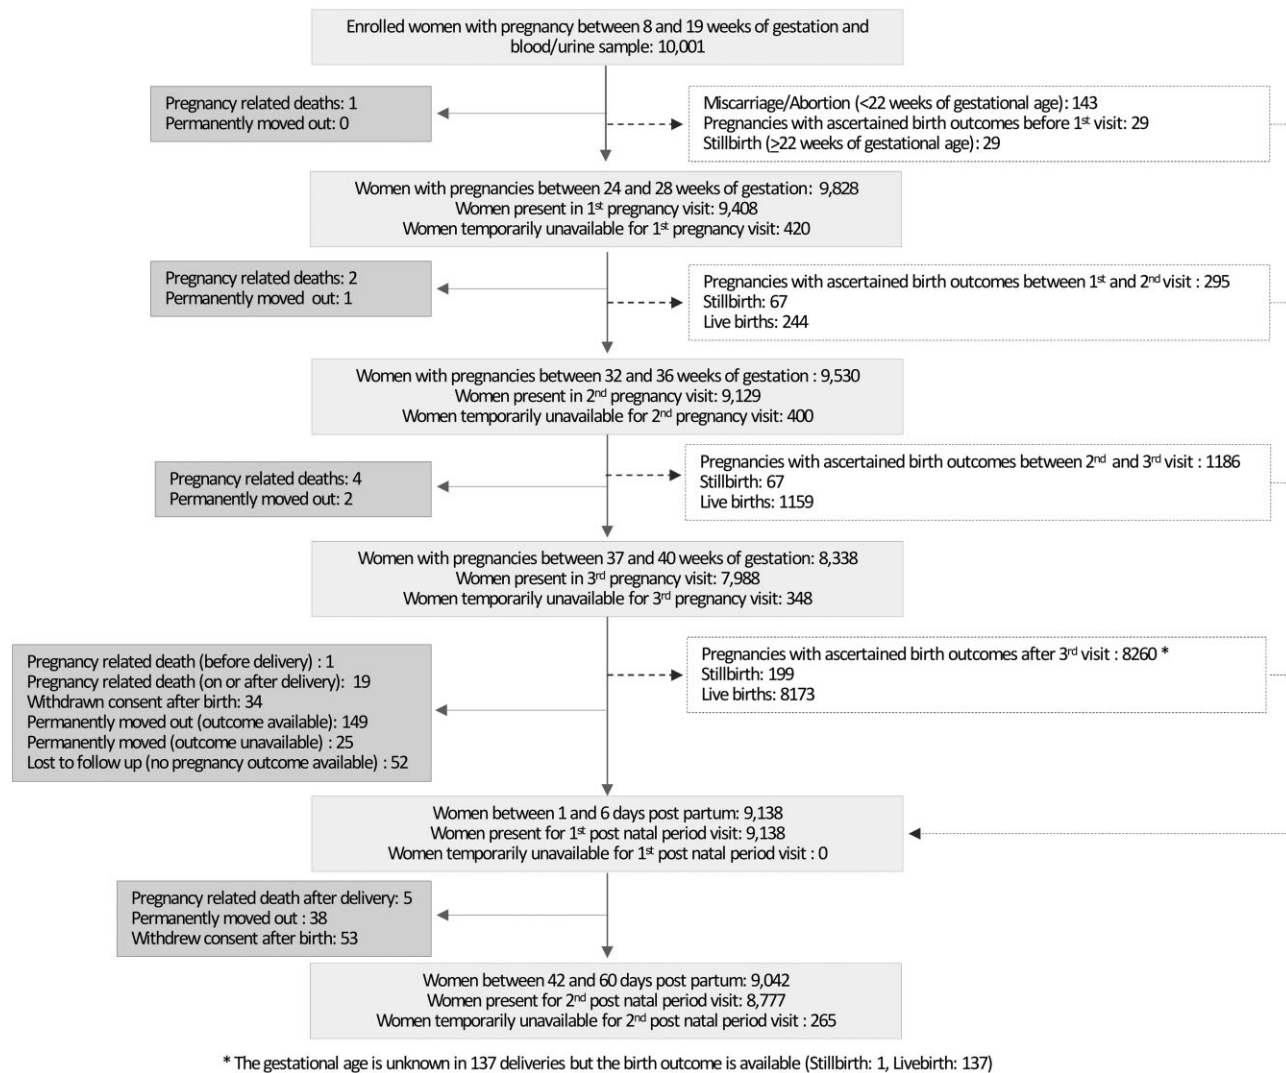 Enrolled women with pregnancy between 8 and 19 weeks of gestation and
blood/urine sample: 10,001
Pregnancy related deaths: 1
Permanently moved out: 0
Miscarriage/Abortion (<22 weeks of gestational age): 143
Pregnancies with ascertained birth outcomes before 1st visit: 29
Stillbirth (≥22 weeks of gestational age): 29
Women with pregnancies between 24 and 28 weeks of gestation: 9,828
Women present in 1st pregnancy visit: 9,408
Women temporarily unavailable for 1st pregnancy visit: 420
Pregnancy related deaths: 2
Permanently moved out: 1
Pregnancies with ascertained birth outcomes between 1st and 2nd visit : 295
Stillbirth: 67
Live births: 244
Women with pregnancies between 32 and 36 weeks of gestation : 9,530
Women present in 2nd pregnancy visit: 9,129
Women temporarily unavailable for 2nd pregnancy visit: 400
Pregnancy related deaths: 4
Permanently moved out: 2
Pregnancies with ascertained birth outcomes between 2nd and 3rd visit : 1186
Stillbirth: 67
Live births: 1159
Women with pregnancies between 37 and 40 weeks of gestation: 8,338
Women present in 3rd pregnancy visit: 7,988
Women temporarily unavailable for 3rd pregnancy visit: 348
Pregnancy related death (before delivery) : 1
Pregnancy related death (on or after delivery): 19
Withdrawn consent after birth: 34
Permanently moved out (outcome available): 149
Permanently moved (outcome unavailable) : 25
Lost to follow up (no pregnancy outcome available) : 52
Pregnancies with ascertained birth outcomes after 3rd visit : 8260 *
Stillbirth: 199
Live births: 8173
Women between 1 and 6 days post partum: 9,138
Women present for 1st post natal period visit: 9,138
Women temporarily unavailable for 1st post natal period visit : 0
Pregnancy related death after delivery: 5
Permanently moved out : 38
Withdrew consent after birth: 53
Women between 42 and 60 days post partum: 9,042
Women present for 2nd post natal period visit: 8,777
Women temporarily unavailable for 2nd post natal period visit : 265
* The gestational age is unknown in 137 deliveries but the birth outcome is available (Stillbirth: 1, Livebirth: 137)